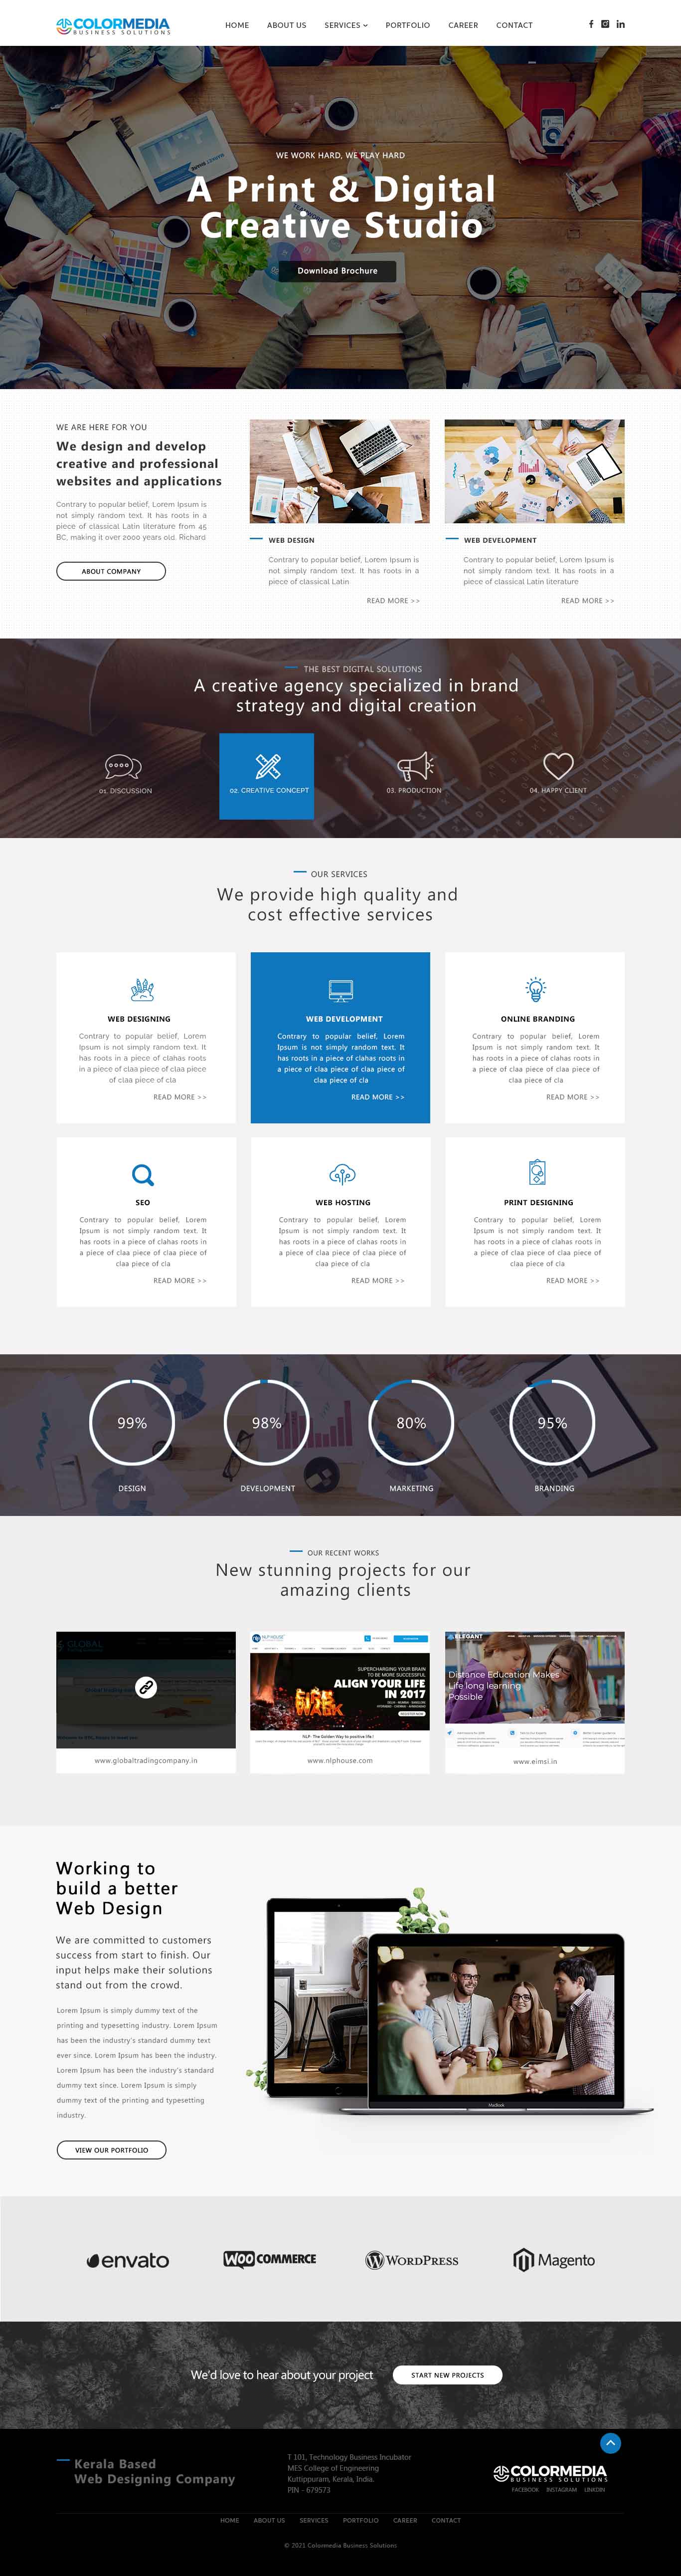 COLORMEDIA
BUSINESS SOLUTIONS
HOME ABOUT US SERVICES PORTFOLIO CAREER CONTACT
WE WORK HARD, WE PLAY HARD
A Print & Digital
Creative Studio
Download Brochure
WE ARE HERE FOR YOU
We design and develop
creative and professional
websites and applications
Contrary to popular belief, Lorem Ipsum is
not simply random text. It has roots in a
piece of classical Latin literature from 45
BC, making it over 2000 years old. Richard
ABOUT COMPANY
WEB DESIGN
Contrary to popular belief, Lorem Ipsum is
not simply random text. It has roots in a
piece of classical Latin
READ MORE >>
WEB DEVELOPMENT
Contrary to popular belief, Lorem Ipsum is
not simply random text. It has roots in a
piece of classical Latin literature
READ MORE >>
THE BEST DIGITAL SOLUTIONS
A creative agency specialized in brand
strategy and digital creation
01. DISCUSSION
02. CREATIVE CONCEPT
03. PRODUCTION
04. HAPPY CLIENT
OUR SERVICES
We provide high quality and
cost effective services
WEB DESIGNING
Contrary to popular belief, Lorem
Ipsum is not simply random text. It
has roots in a piece of clahas roots
in a piece of claa piece of claa piece
of claa piece of cla
READ MORE >>
WEB DEVELOPMENT
Contrary to popular belief, Lorem
Ipsum is not simply random text. It
has roots in a piece of clahas roots in
a piece of claa piece of claa piece of
claa piece of cla
READ MORE >>
ONLINE BRANDING
Contrary to popular belief, Lorem
Ipsum is not simply random text. It
has roots in a piece of clahas roots in
a piece of claa piece of claa piece of
claa piece of cla
READ MORE >>
SEO
Contrary to popular belief, Lorem
Ipsum is not simply random text. It
has roots in a piece of clahas roots in
a piece of claa piece of claa piece of
claa piece of cla
READ MORE >>
WEB HOSTING
Contrary to popular belief, Lorem
Ipsum is not simply random text. It
has roots in a piece of clahas roots in
a piece of claa piece of claa piece of
claa piece of cla
READ MORE >>
PRINT DESIGNING
Contrary to popular belief, Lorem
Ipsum is not simply random text. It
has roots in a piece of clahas roots in
a piece of claa piece of claa piece of
claa piece of cla
READ MORE >>
99% 98% 80% 95%
DESIGN DEVELOPMENT MARKETING BRANDING
OUR RECENT WORKS
New stunning projects for our
amazing clients
GLOBAL
www.globaltradingcompany.in
NLP HOUSE
SUPERCHARGING YOUR BRAIN
TO BE MORE SUCCESSFUL
ALIGN YOUR LIFE
IN 2017
FIRE
WALK
NLP- The Golden Way to positive life !
www.nlphouse.com
ELEGANT
Distance Education Makes
Life long learning
Possible
www.eimsi.in
Working to
build a better
Web Design
We are committed to customers
success from start to finish. Our
input helps make their solutions
stand out from the crowd.
Lorem Ipsum is simply dummy text of the
printing and typesetting industry. Lorem Ipsum
has been the industry's standard dummy text
ever since. Lorem Ipsum has been the industry.
Lorem Ipsum has been the industry's standard
dummy text since. Lorem Ipsum is simply
dummy text of the printing and typesetting
industry.
VIEW OUR PORTFOLIO
MacBook
envato
WOO COMMERCE
WORDPRESS
Magento
We'd love to hear about your project
START NEW PROJECTS
Kerala Based
Web Designing Company
T 101, Technology Business Incubator
MES College of Engineering
Kuttippuram, Kerala, India.
PIN - 679573
COLORMEDIA
BUSINESS SOLUTIONS
FACEBOOK INSTAGRAM LINKDIN
HOME ABOUT US SERVICES PORTFOLIO CAREER CONTACT
© 2021 Colormedia Business Solutions